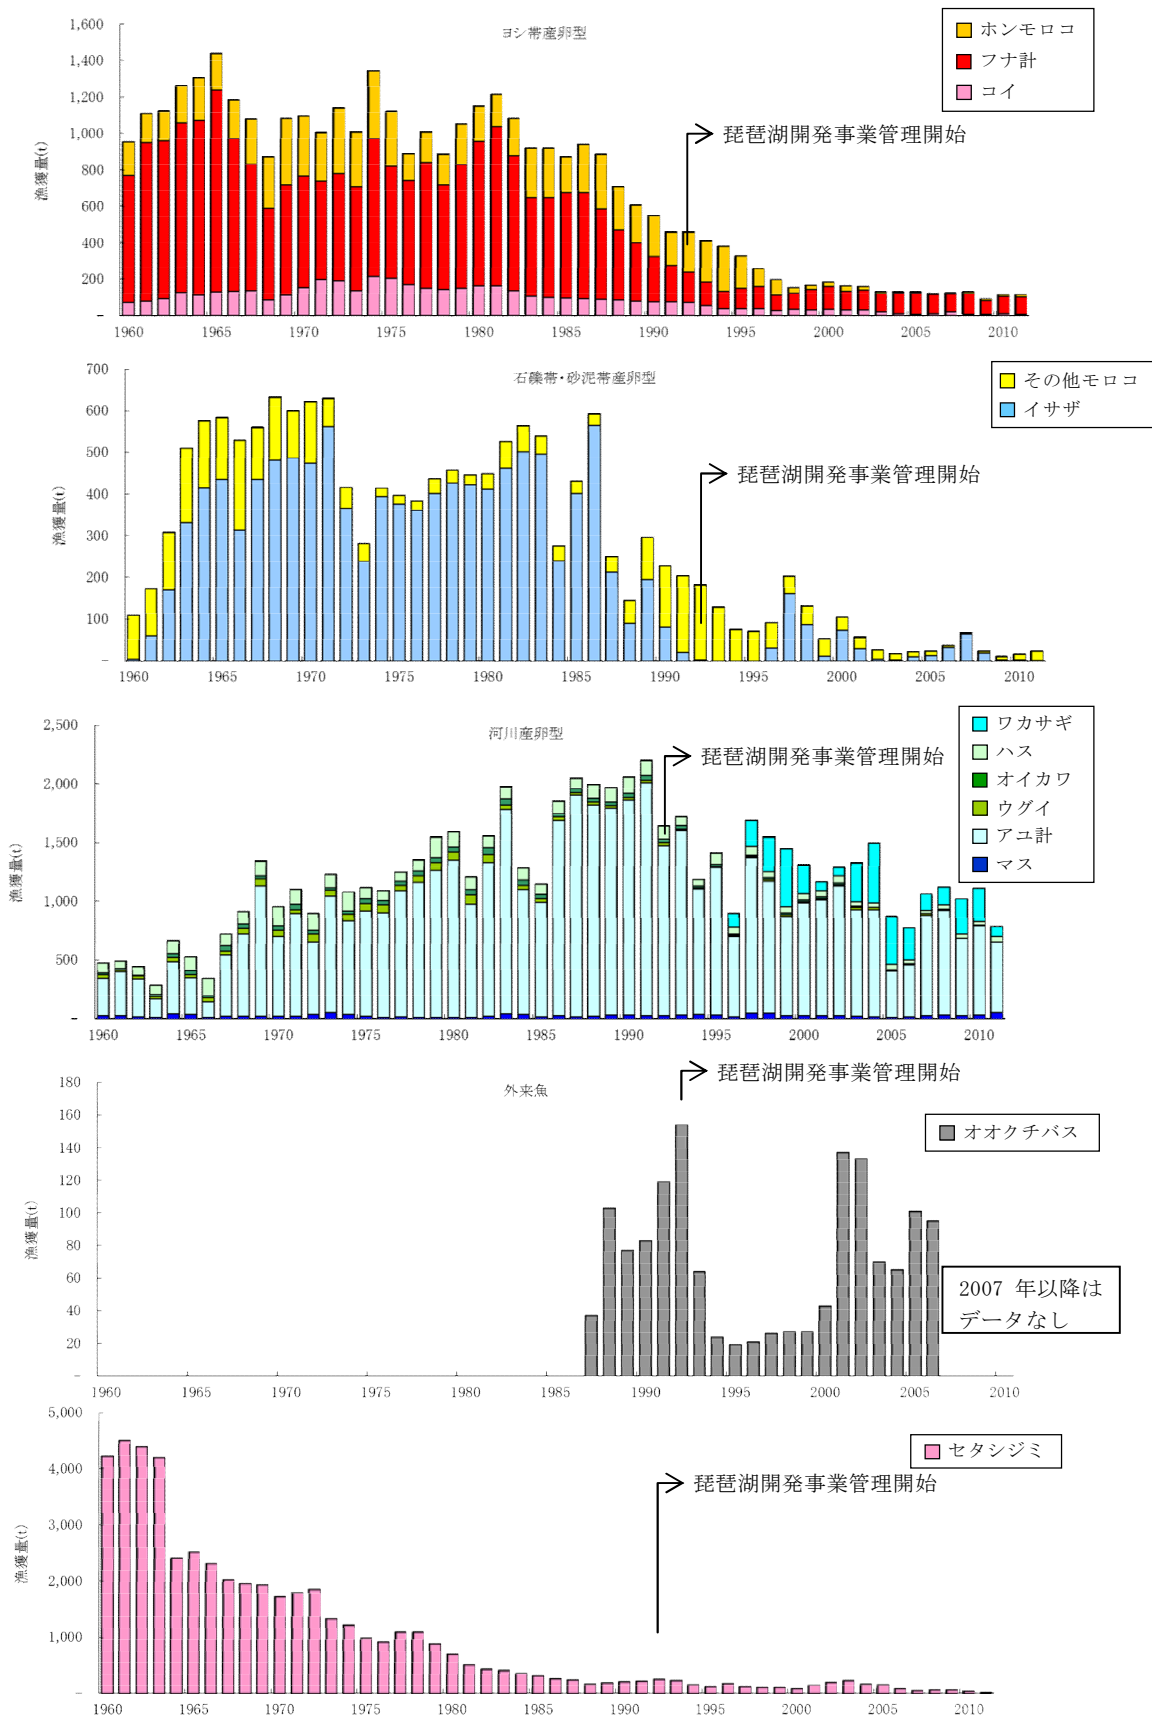 ヨシ帯産卵型
ホンモロコ
フナ計
コイ
琵琶湖開発事業管理開始
漁獲量(t)
1,600
1,400
1,200
1,000
800
600
400
200
－
1960 1965 1970 1975 1980 1985 1990 1995 2000 2005 2010
石礫帯・砂泥帯産卵型
その他モロコ
イサザ
琵琶湖開発事業管理開始
漁獲量(t)
700
600
500
400
300
200
100
－
1960 1965 1970 1975 1980 1985 1990 1995 2000 2005 2010
河川産卵型
ワカサギ
ハス
オイカワ
ウグイ
アユ計
マス
琵琶湖開発事業管理開始
漁獲量(t)
2,500
2,000
1,500
1,000
500
－
1960 1965 1970 1975 1980 1985 1990 1995 2000 2005 2010
琵琶湖開発事業管理開始
外来魚
オオクチバス
漁獲量(t)
180
160
140
120
100
80
60
40
20
－
2007 年以降は
データなし
1960 1965 1970 1975 1980 1985 1990 1995 2000 2005 2010
セタシジミ
琵琶湖開発事業管理開始
漁獲量(t)
5,000
4,000
3,000
2,000
1,000
－
1960 1965 1970 1975 1980 1985 1990 1995 2000 2005 2010